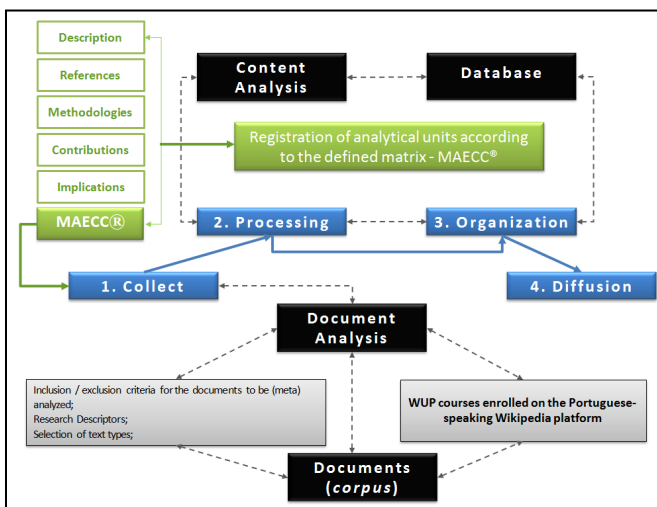 Description
References
Methodologies
Contributions
Implications
MAECC®
Content
Analysis
Database
Registration of analytical units according
to the defined matrix - MAECC®
2. Processing
3. Organization
1. Collect
4. Diffusion
Document
Analysis
Inclusion / exclusion criteria for the documents to be (meta)
analyzed;
Research Descriptors;
Selection of text types;
WUP courses enrolled on the Portuguese-
speaking Wikipedia platform
Documents
(corpus)